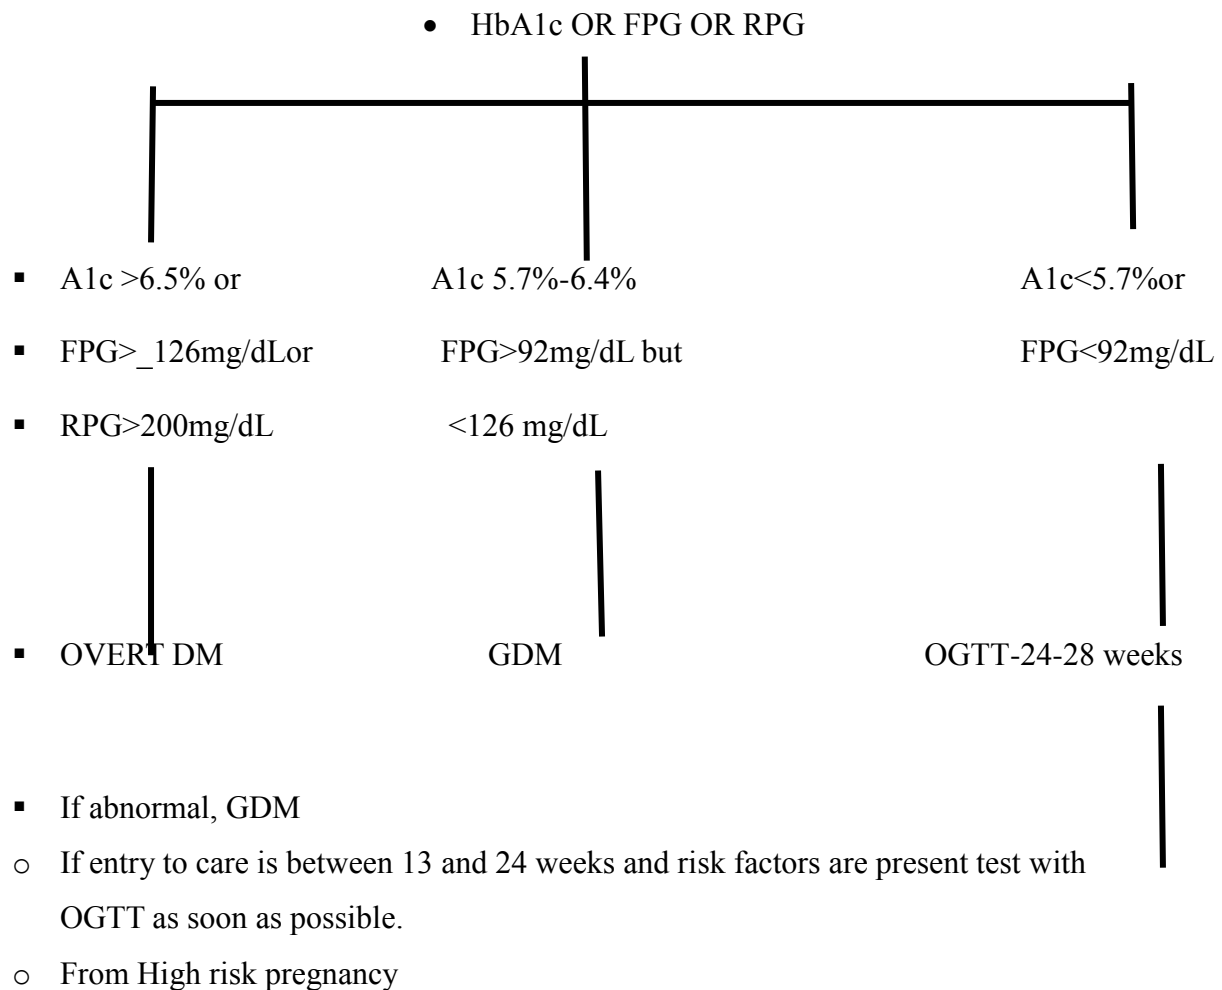 • HbA1c OR FPG OR RPG
▪ A1c >6.5% or A1c 5.7%-6.4% A1c<5.7%or
▪ FPG>_126mg/dLor FPG>92mg/dL but FPG<92mg/dL
▪ RPG>200mg/dL <126 mg/dL
▪ OVERT DM GDM OGTT-24-28 weeks
▪ If abnormal, GDM
o If entry to care is between 13 and 24 weeks and risk factors are present test with
OGTT as soon as possible.
o From High risk pregnancy